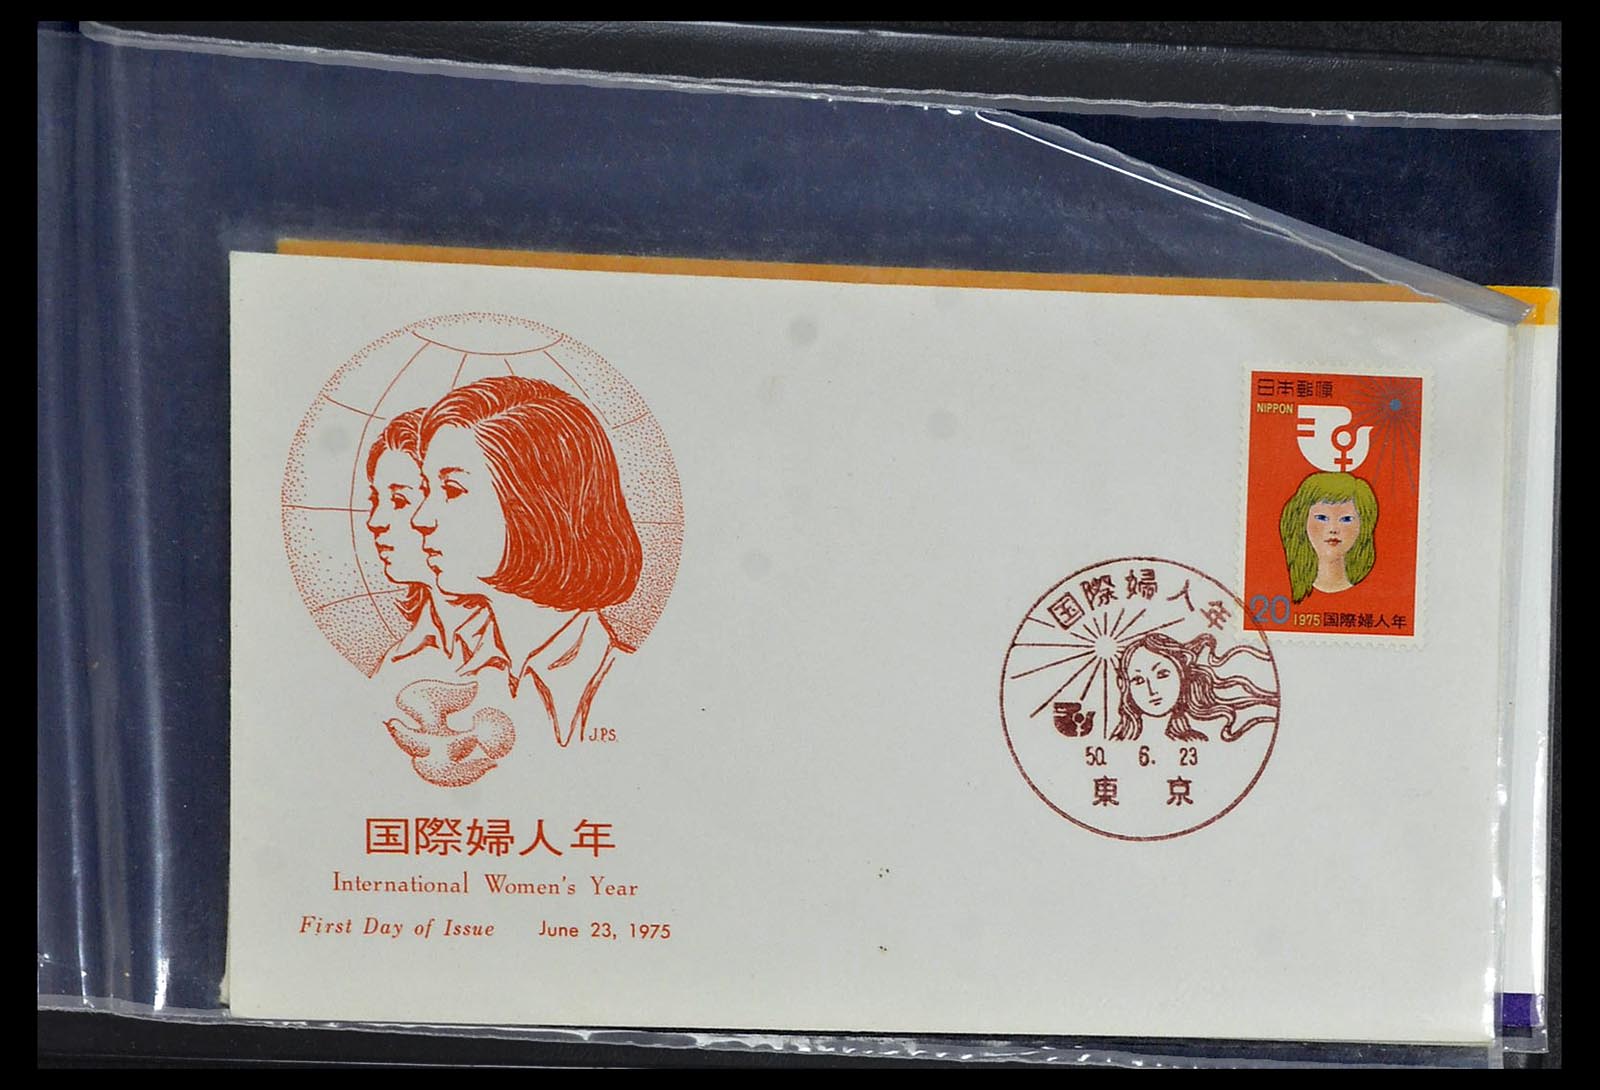 J.P.S.
国際婦人年
International Women's Year
First Day of Issue June 23, 1975
日本郵便
NIPPON
20 1975 国際婦人年
国際婦人年
50. 6. 23
東京